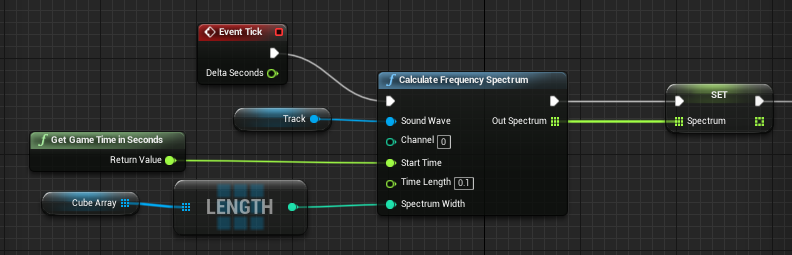 Event Tick
Delta Seconds
Calculate Frequency Spectrum
SET
Track
Sound Wave
Out Spectrum
Spectrum
Get Game Time in Seconds
Channel 0
Return Value
Start Time
Time Length 0.1
Cube Array
LENGTH
Spectrum Width